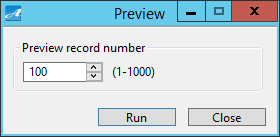 Preview
Preview record number
100 (1-1000)
Run Close